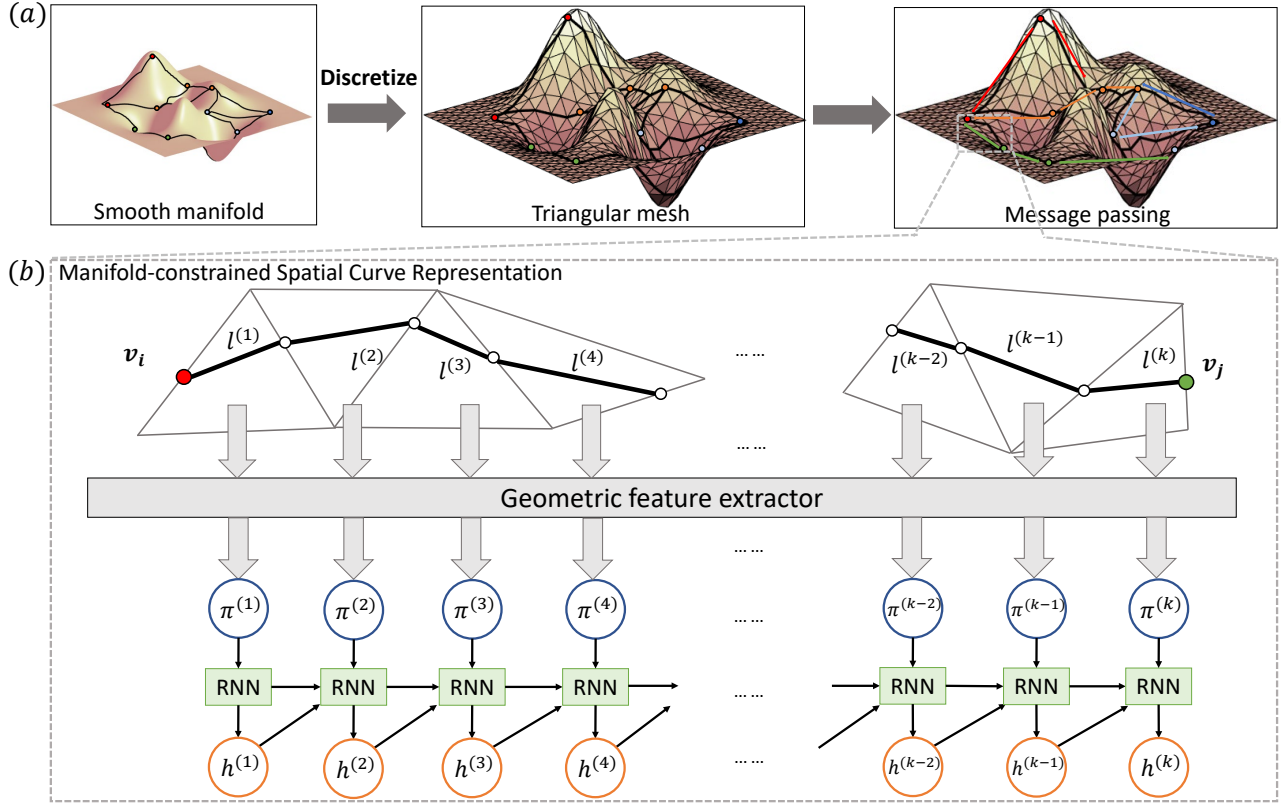 (a)
Discretize
Smooth manifold
Triangular mesh
Message passing
(b) Manifold-constrained Spatial Curve Representation
v_i l^(1) l^(2) l^(3) l^(4) …… l^(k−2) l^(k−1) l^(k) v_j
……
Geometric feature extractor
……
π^(1) π^(2) π^(3) π^(4) …… π^(k−2) π^(k−1) π^(k)
RNN RNN RNN RNN …… RNN RNN RNN
h^(1) h^(2) h^(3) h^(4) …… h^(k−2) h^(k−1) h^(k)